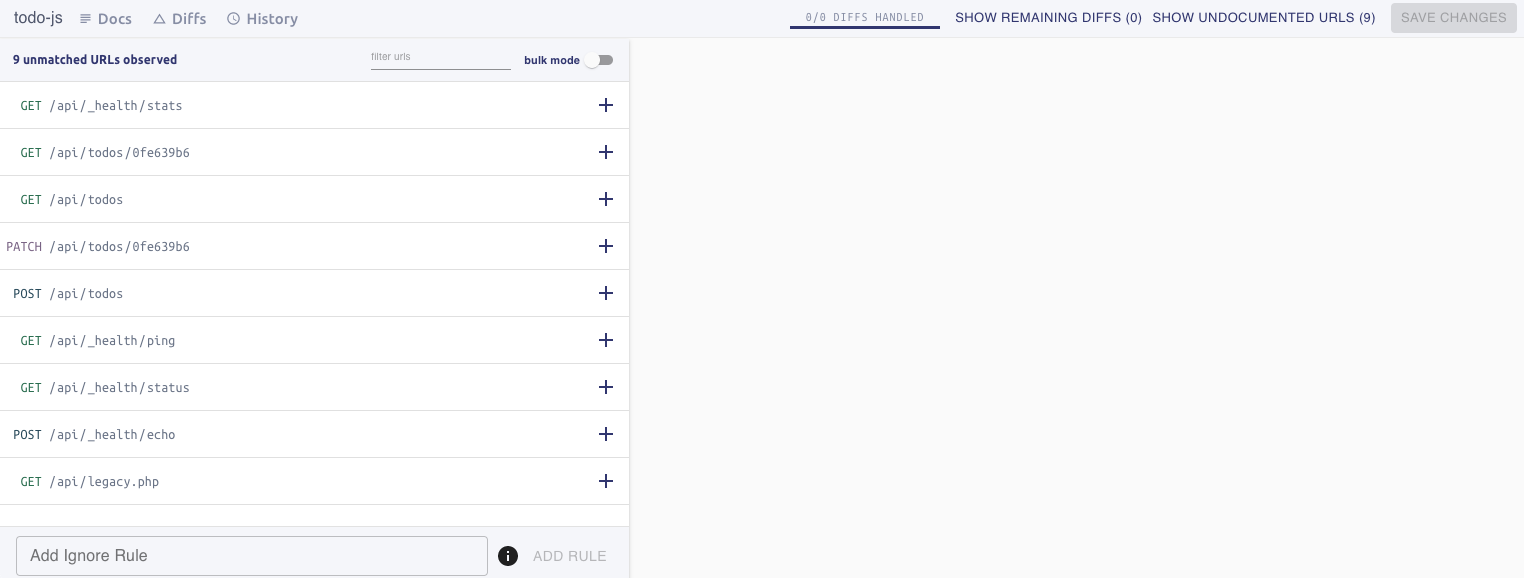 todo-js Docs Diffs History 0/0 DIFFS HANDLED SHOW REMAINING DIFFS (0) SHOW UNDOCUMENTED URLS (9) SAVE CHANGES
9 unmatched URLs observed filter urls bulk mode
GET /api/_health/stats
GET /api/todos/0fe639b6
GET /api/todos
PATCH /api/todos/0fe639b6
POST /api/todos
GET /api/_health/ping
GET /api/_health/status
POST /api/_health/echo
GET /api/legacy.php
Add Ignore Rule ADD RULE